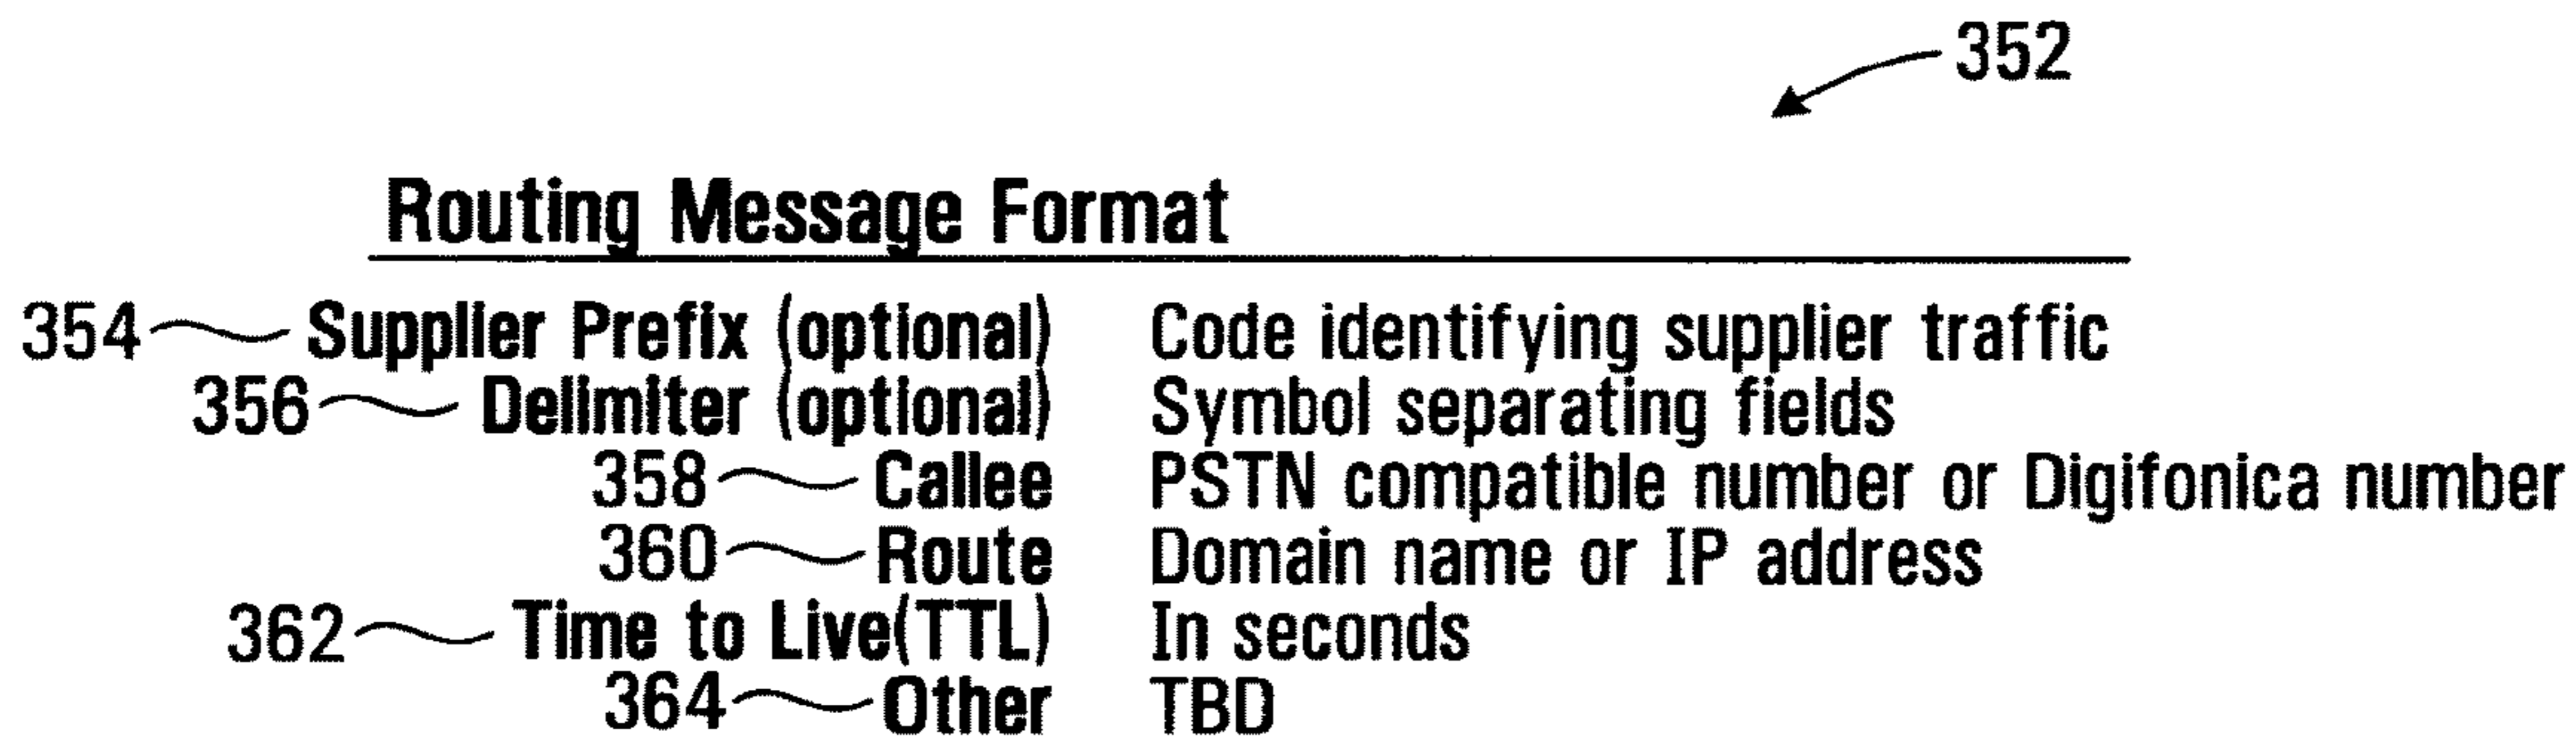 352
Routing Message Format
354 Supplier Prefix (optional) Code identifying supplier traffic
356 Delimiter (optional) Symbol separating fields
358 Callee PSTN compatible number or Digifonica number
360 Route Domain name or IP address
362 Time to Live(TTL) In seconds
364 Other TBD